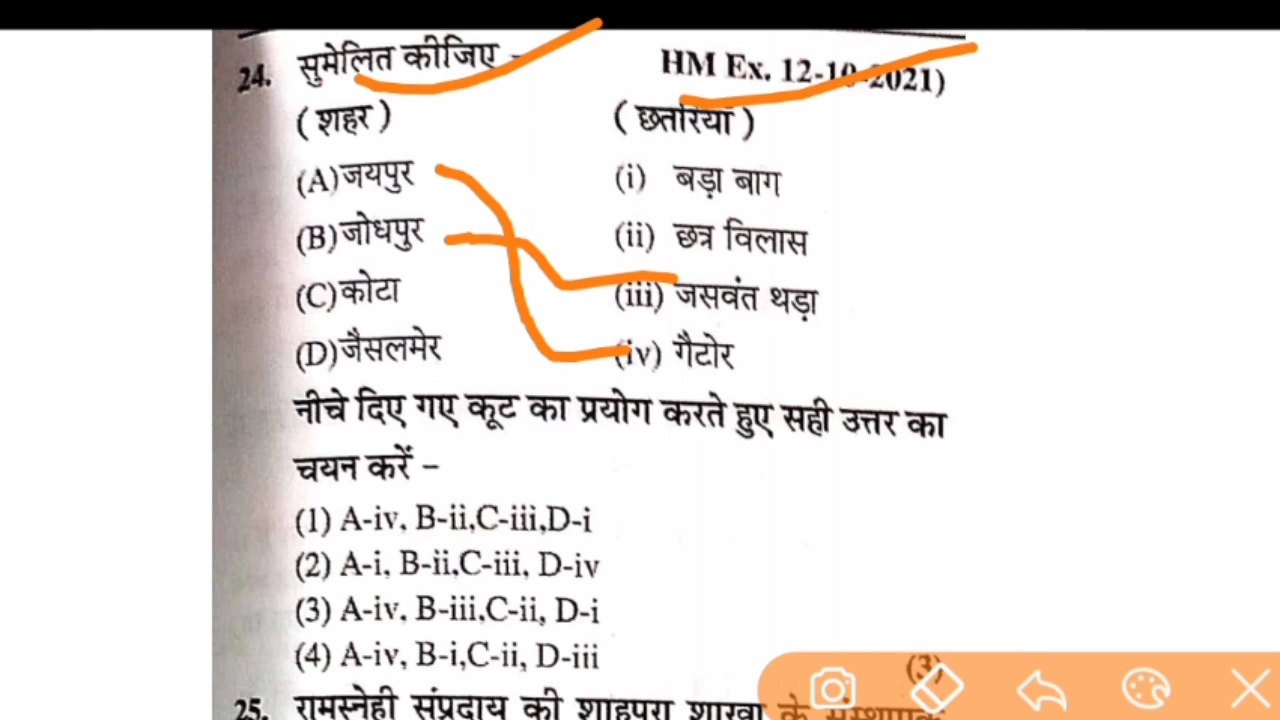 24. सुमेलित कीजिए - HM Ex. 12-10-2021)
(शहर) (छतरियां)
(A) जयपुर (i) बड़ा बाग
(B) जोधपुर (ii) छत्र विलास
(C) कोटा (iii) जसवंत थड़ा
(D) जैसलमेर (iv) गैटोर
नीचे दिए गए कूट का प्रयोग करते हुए सही उत्तर का
चयन करें –
(1) A-iv, B-ii,C-iii,D-i
(2) A-i, B-ii,C-iii, D-iv
(3) A-iv, B-iii,C-ii, D-i
(4) A-iv, B-i,C-ii, D-iii
(3)
25. रामस्नेही संप्रदाय की शाहपुरा शाखा के संस्थापक